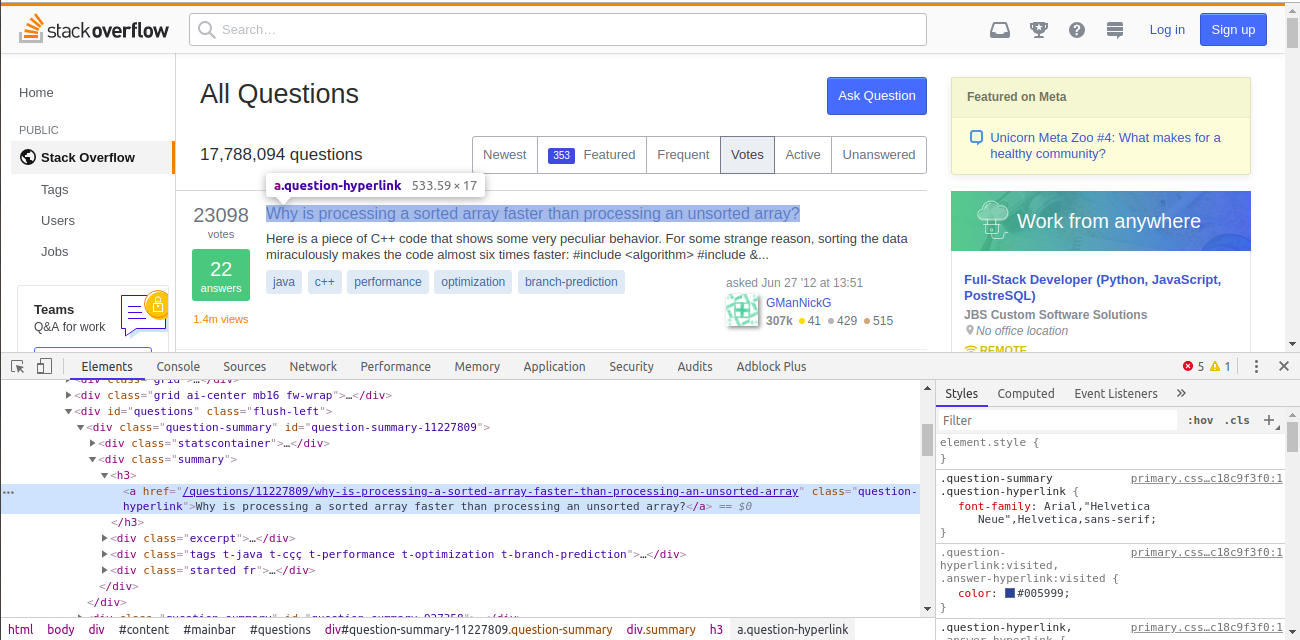 stackoverflow Search... Log in Sign up
Home
PUBLIC
Stack Overflow
Tags
Users
Jobs
Teams
Q&A for work
All Questions Ask Question
17,788,094 questions Newest 353 Featured Frequent Votes Active Unanswered
a.question-hyperlink 533.59 × 17
23098
votes
22
answers
1.4m views
Why is processing a sorted array faster than processing an unsorted array?
Here is a piece of C++ code that shows some very peculiar behavior. For some strange reason, sorting the data
miraculously makes the code almost six times faster: #include <algorithm> #include &...
java c++ performance optimization branch-prediction
asked Jun 27 '12 at 13:51
GManNickG
307k 41 429 515
Featured on Meta
Unicorn Meta Zoo #4: What makes for a
healthy community?
Work from anywhere
Full-Stack Developer (Python, JavaScript,
PostreSQL)
JBS Custom Software Solutions
No office location
REMOTE
Elements Console Sources Network Performance Memory Application Security Audits Adblock Plus 5 1
<div class="grid">…</div>
<div class="grid ai-center mb16 fw-wrap">…</div>
<div id="questions" class="flush-left">
<div class="question-summary" id="question-summary-11227809">
<div class="statscontainer">…</div>
<div class="summary">
<h3>
<a href="/questions/11227809/why-is-processing-a-sorted-array-faster-than-processing-an-unsorted-array" class="question-
hyperlink">Why is processing a sorted array faster than processing an unsorted array?</a> == $0
</h3>
<div class="excerpt">…</div>
<div class="tags t-java t-cçç t-performance t-optimization t-branch-prediction">…</div>
<div class="started fr">…</div>
</div>
</div>
html body div #content #mainbar #questions div#question-summary-11227809.question-summary div.summary h3 a.question-hyperlink
Styles Computed Event Listeners »
Filter :hov .cls +
element.style {
}
.question-summary primary.css…c18c9f3f0:1
.question-hyperlink {
font-family: Arial,"Helvetica
Neue",Helvetica,sans-serif;
}
.question- primary.css…c18c9f3f0:1
hyperlink:visited,
.answer-hyperlink:visited {
color: #005999;
}
.question-hyperlink, primary.css…c18c9f3f0:1